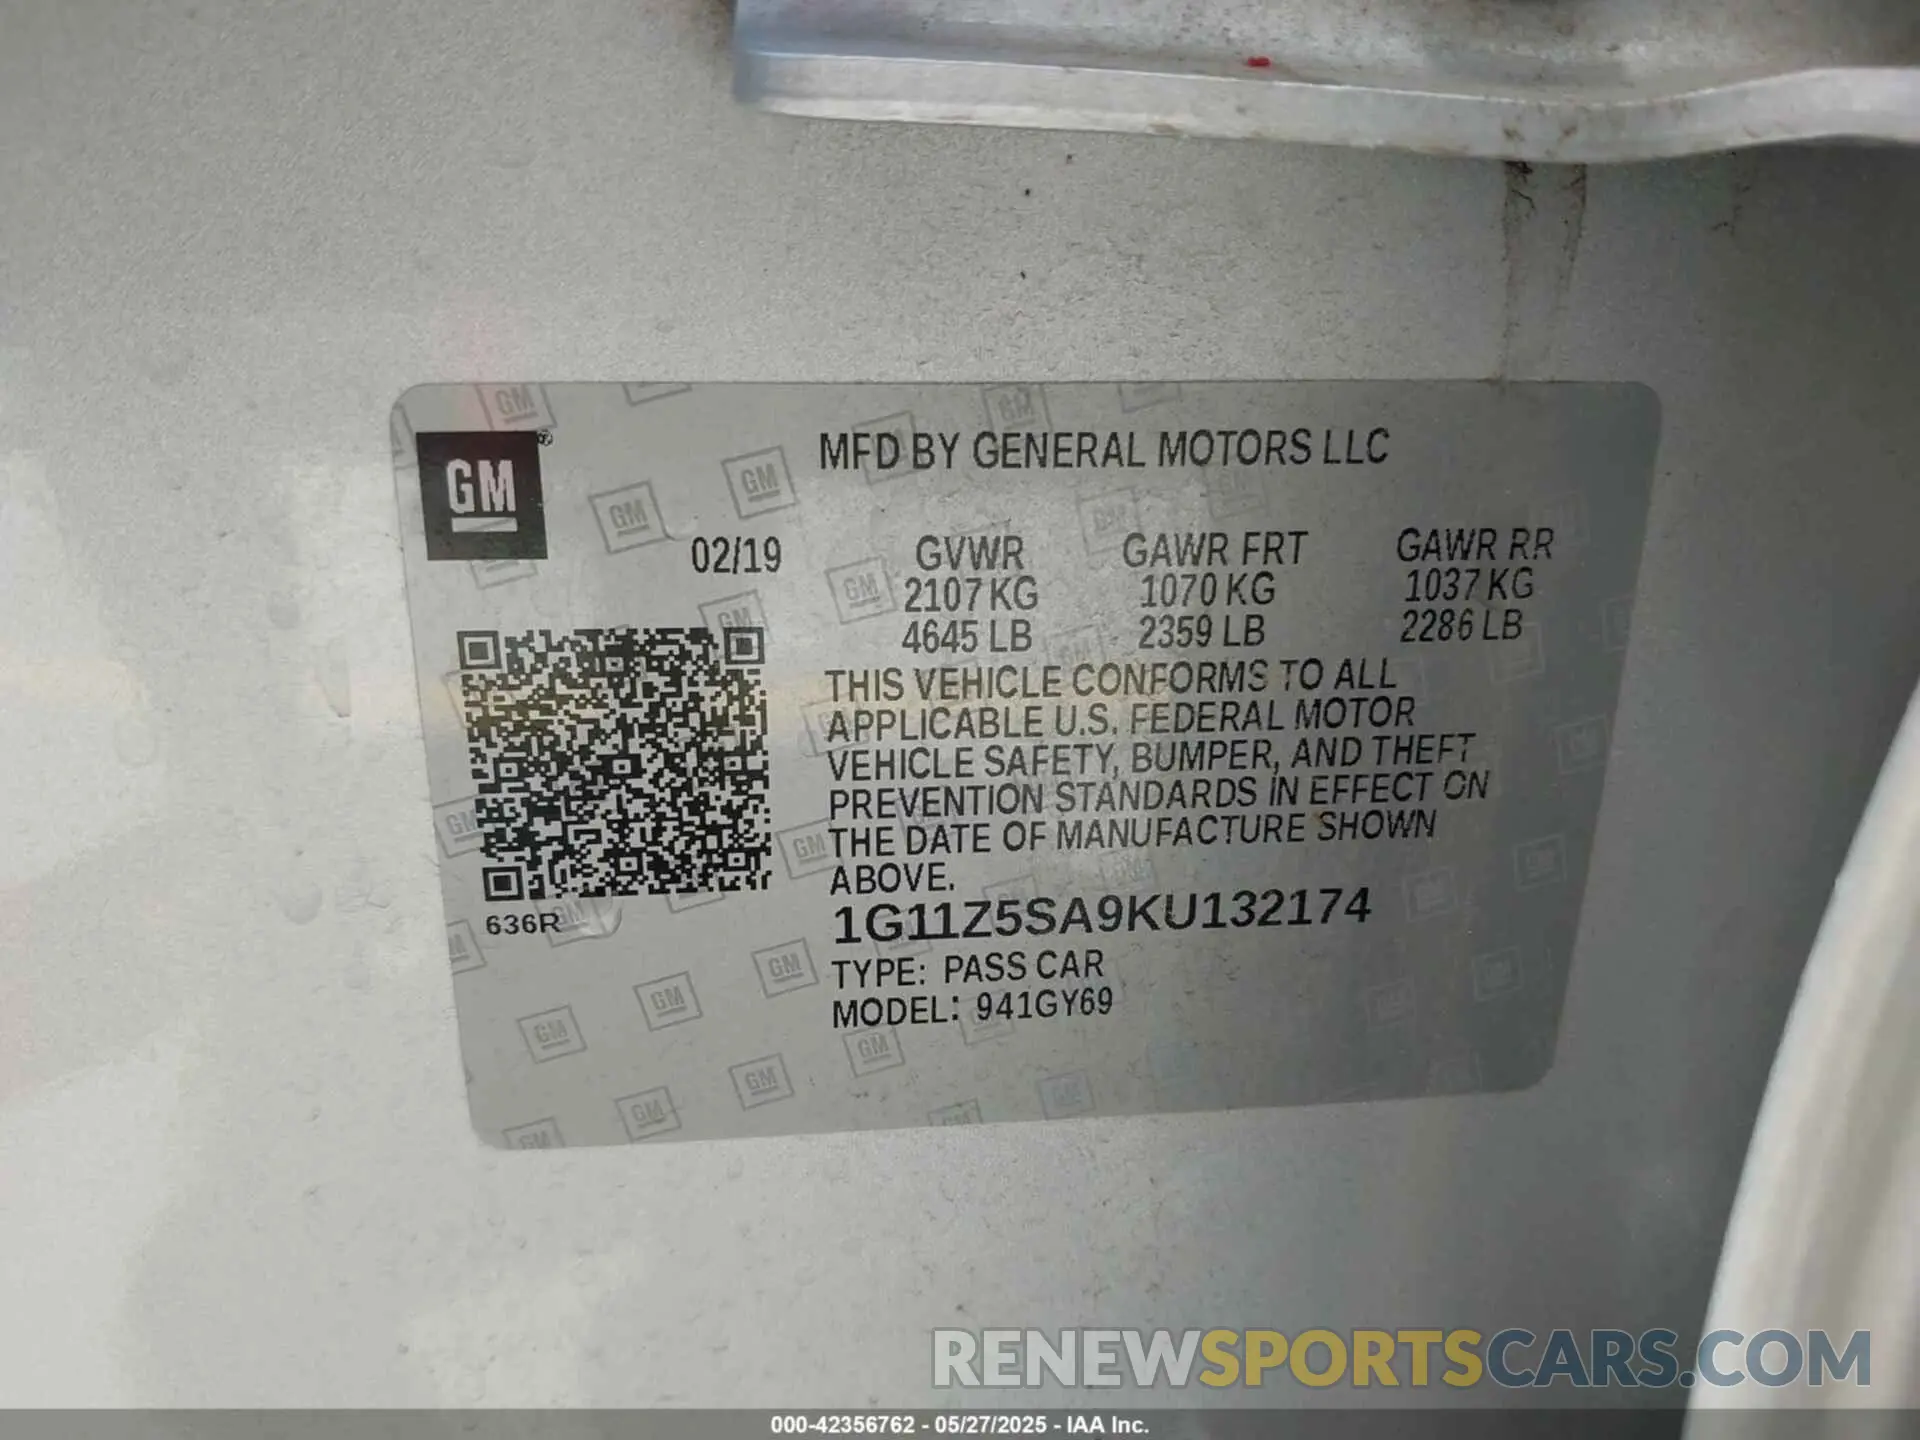 GM
MFD BY GENERAL MOTORS LLC
02/19
GVWR GAWR FRT GAWR RR
2107 KG 1070 KG 1037 KG
4645 LB 2359 LB 2286 LB
THIS VEHICLE CONFORMS TO ALL
APPLICABLE U.S. FEDERAL MOTOR
VEHICLE SAFETY, BUMPER, AND THEFT
PREVENTION STANDARDS IN EFFECT ON
THE DATE OF MANUFACTURE SHOWN
ABOVE.
636R
1G11Z5SA9KU132174
TYPE: PASS CAR
MODEL: 941GY69
RENEWSPORTSCARS.COM
000-42356762 - 05/27/2025 - IAA Inc.